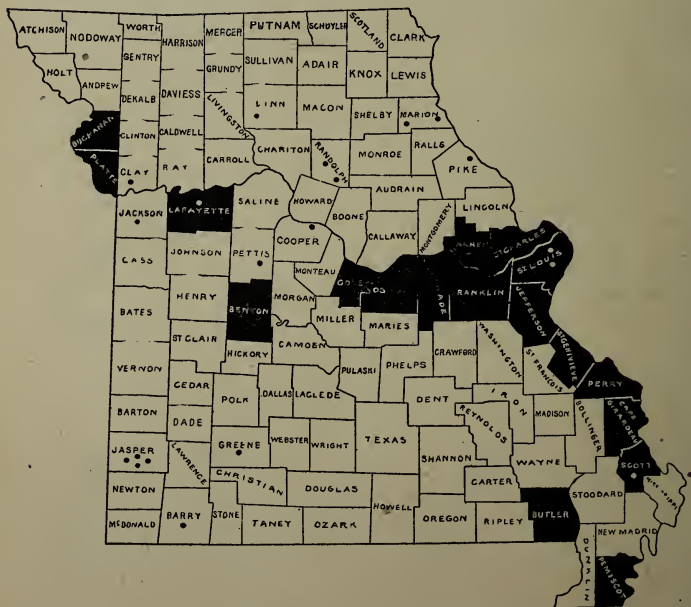 ATCHISON
NODOWAY
WORTH
HARRISON
MERCER
PUTNAM
SCHUYLER
SCOTLAND
CLARK
HOLT
GENTRY
GRUNDY
SULLIVAN
ADAIR
KNOX
LEWIS
ANDREW
DEKALB
DAVIESS
LIVINGSTON
LINN
MACON
SHELBY
MARION
BUCHANAN
CLINTON
CALDWELL
CHARITON
RANDOLPH
MONROE
RALLS
PLATTE
CLAY
RAY
CARROLL
PIKE
AUDRAIN
JACKSON
LAFAYETTE
SALINE
HOWARD
BOONE
CALLAWAY
MONTGOMERY
LINCOLN
ST.CHARLES
ST.LOUIS
CASS
JOHNSON
PETTIS
COOPER
MONTEAU
RANKLIN
JEFFERSON
BATES
HENRY
BENTON
MORGAN
MILLER
MARIES
ST CLAIR
HICKORY
CAMDEN
PULASKI
PHELPS
CRAWFORD
WASHINGTON
ST FRANCOIS
ST GENIVIEVE
PERRY
VERNON
CEDAR
POLK
DALLAS
LACLEDE
DENT
IRON
MADISON
BOLLINGER
CAPE GIRARDEAU
BARTON
DADE
REYNOLDS
JASPER
LAWRENCE
GREENE
WEBSTER
WRIGHT
TEXAS
SHANNON
WAYNE
SCOTT
NEWTON
CHRISTIAN
DOUGLAS
HOWELL
CARTER
BUTLER
STODDARD
MCDONALD
BARRY
STONE
TANEY
OZARK
OREGON
RIPLEY
NEW MADRID
PEMISCOT